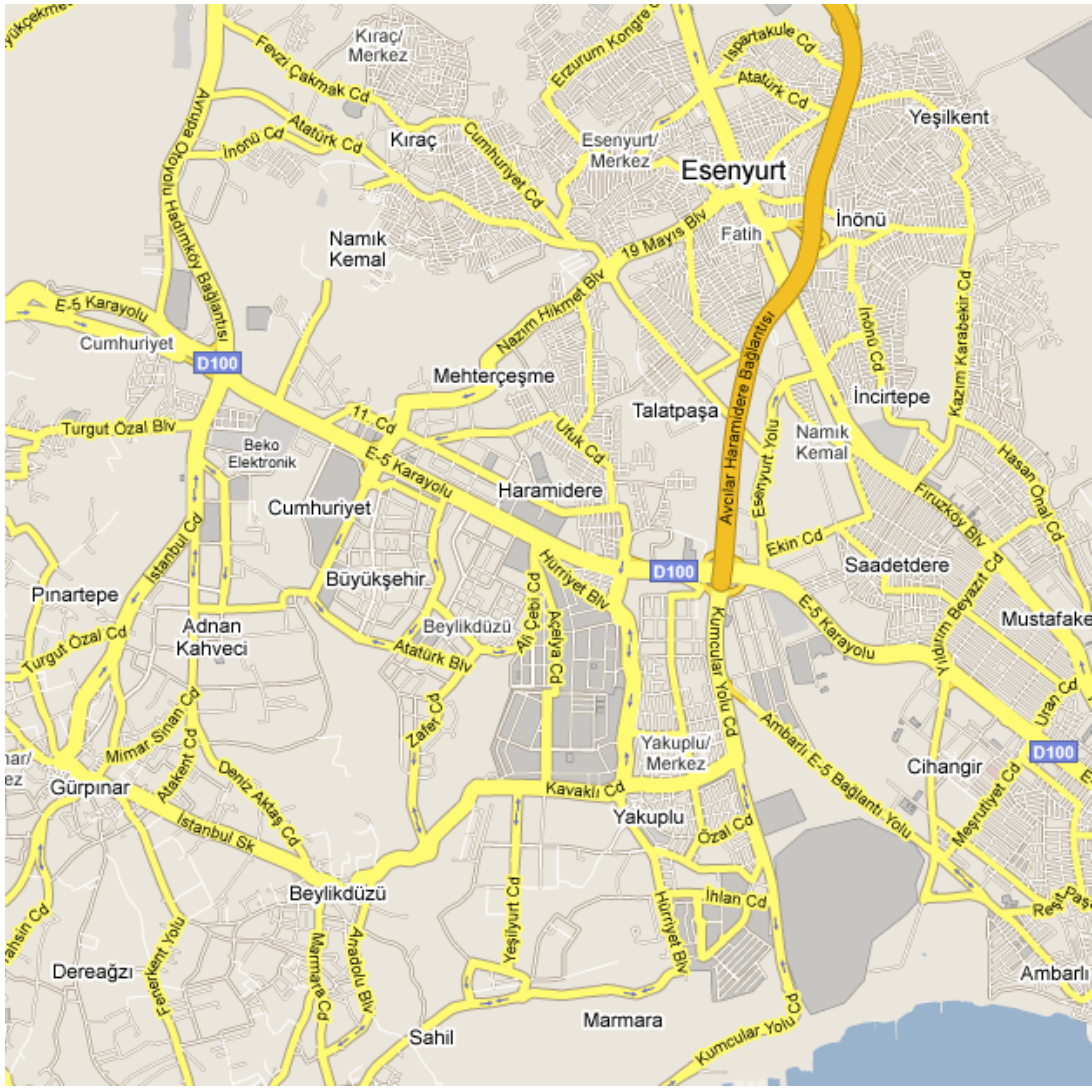 Kıraç/
Merkez
Fevzi Çakmak Cd
Erzurum Kongre C
Ispartakule Cd
Atatürk Cd
Yeşilkent
Avrupa Otoyolu Hadımköy Bağlantısı
İnönü Cd
Atatürk Cd
Kıraç
Cumhuriyet Cd
Esenyurt/
Merkez
Esenyurt
19 Mayıs Blv
Fatih
İnönü
Namık
Kemal
Nazım Hikmet Blv
E-5 Karayolu
Cumhuriyet
D100
Mehterçeşme
Talatpaşa
Avcılar Haramidere Bağlantısı
İnönü Cd
Kazım Karabekir Cd
İncirtepe
Turgut Özal Blv
11. Cd
Ufuk Cd
Esenyurt Yolu
Namık
Kemal
Beko
Elektronik
E-5 Karayolu
Haramidere
Hasan Önal Cd
Firuzköy Blv
Cumhuriyet
İstanbul Cd
Ekin Cd
Saadetdere
Pınartepe
Büyükşehir
Hürriyet Blv
D100
E-5 Karayolu
Yıldırım Beyazıt Cd
Mustafake
Adnan
Kahveci
Turgut Özal Cd
Beylikdüzü
Atatürk Blv
Ali Çebi Cd
Açelya Cd
Kumcular Yolu Cd
Mimar Sinan Cd
Zafer Cd
Uran Cd
Ambarlı E-5 Bağlantı Yolu
Yakuplu/
Merkez
Cihangir
D100
Gürpınar
Atakent Cd
Deniz Aktaş Cd
Kavaklı Cd
Meşrutiyet Cd
İstanbul Sk
Yakuplu
Özal Cd
Beylikdüzü
Yeşilyurt Cd
Hürriyet Blv
İhlan Cd
Reşit Paş
Dereağzı
Fenerkent Yolu
Marmara Cd
Anadolu Blv
Ambarlı
Sahil
Marmara
Kumcular Yolu Cd